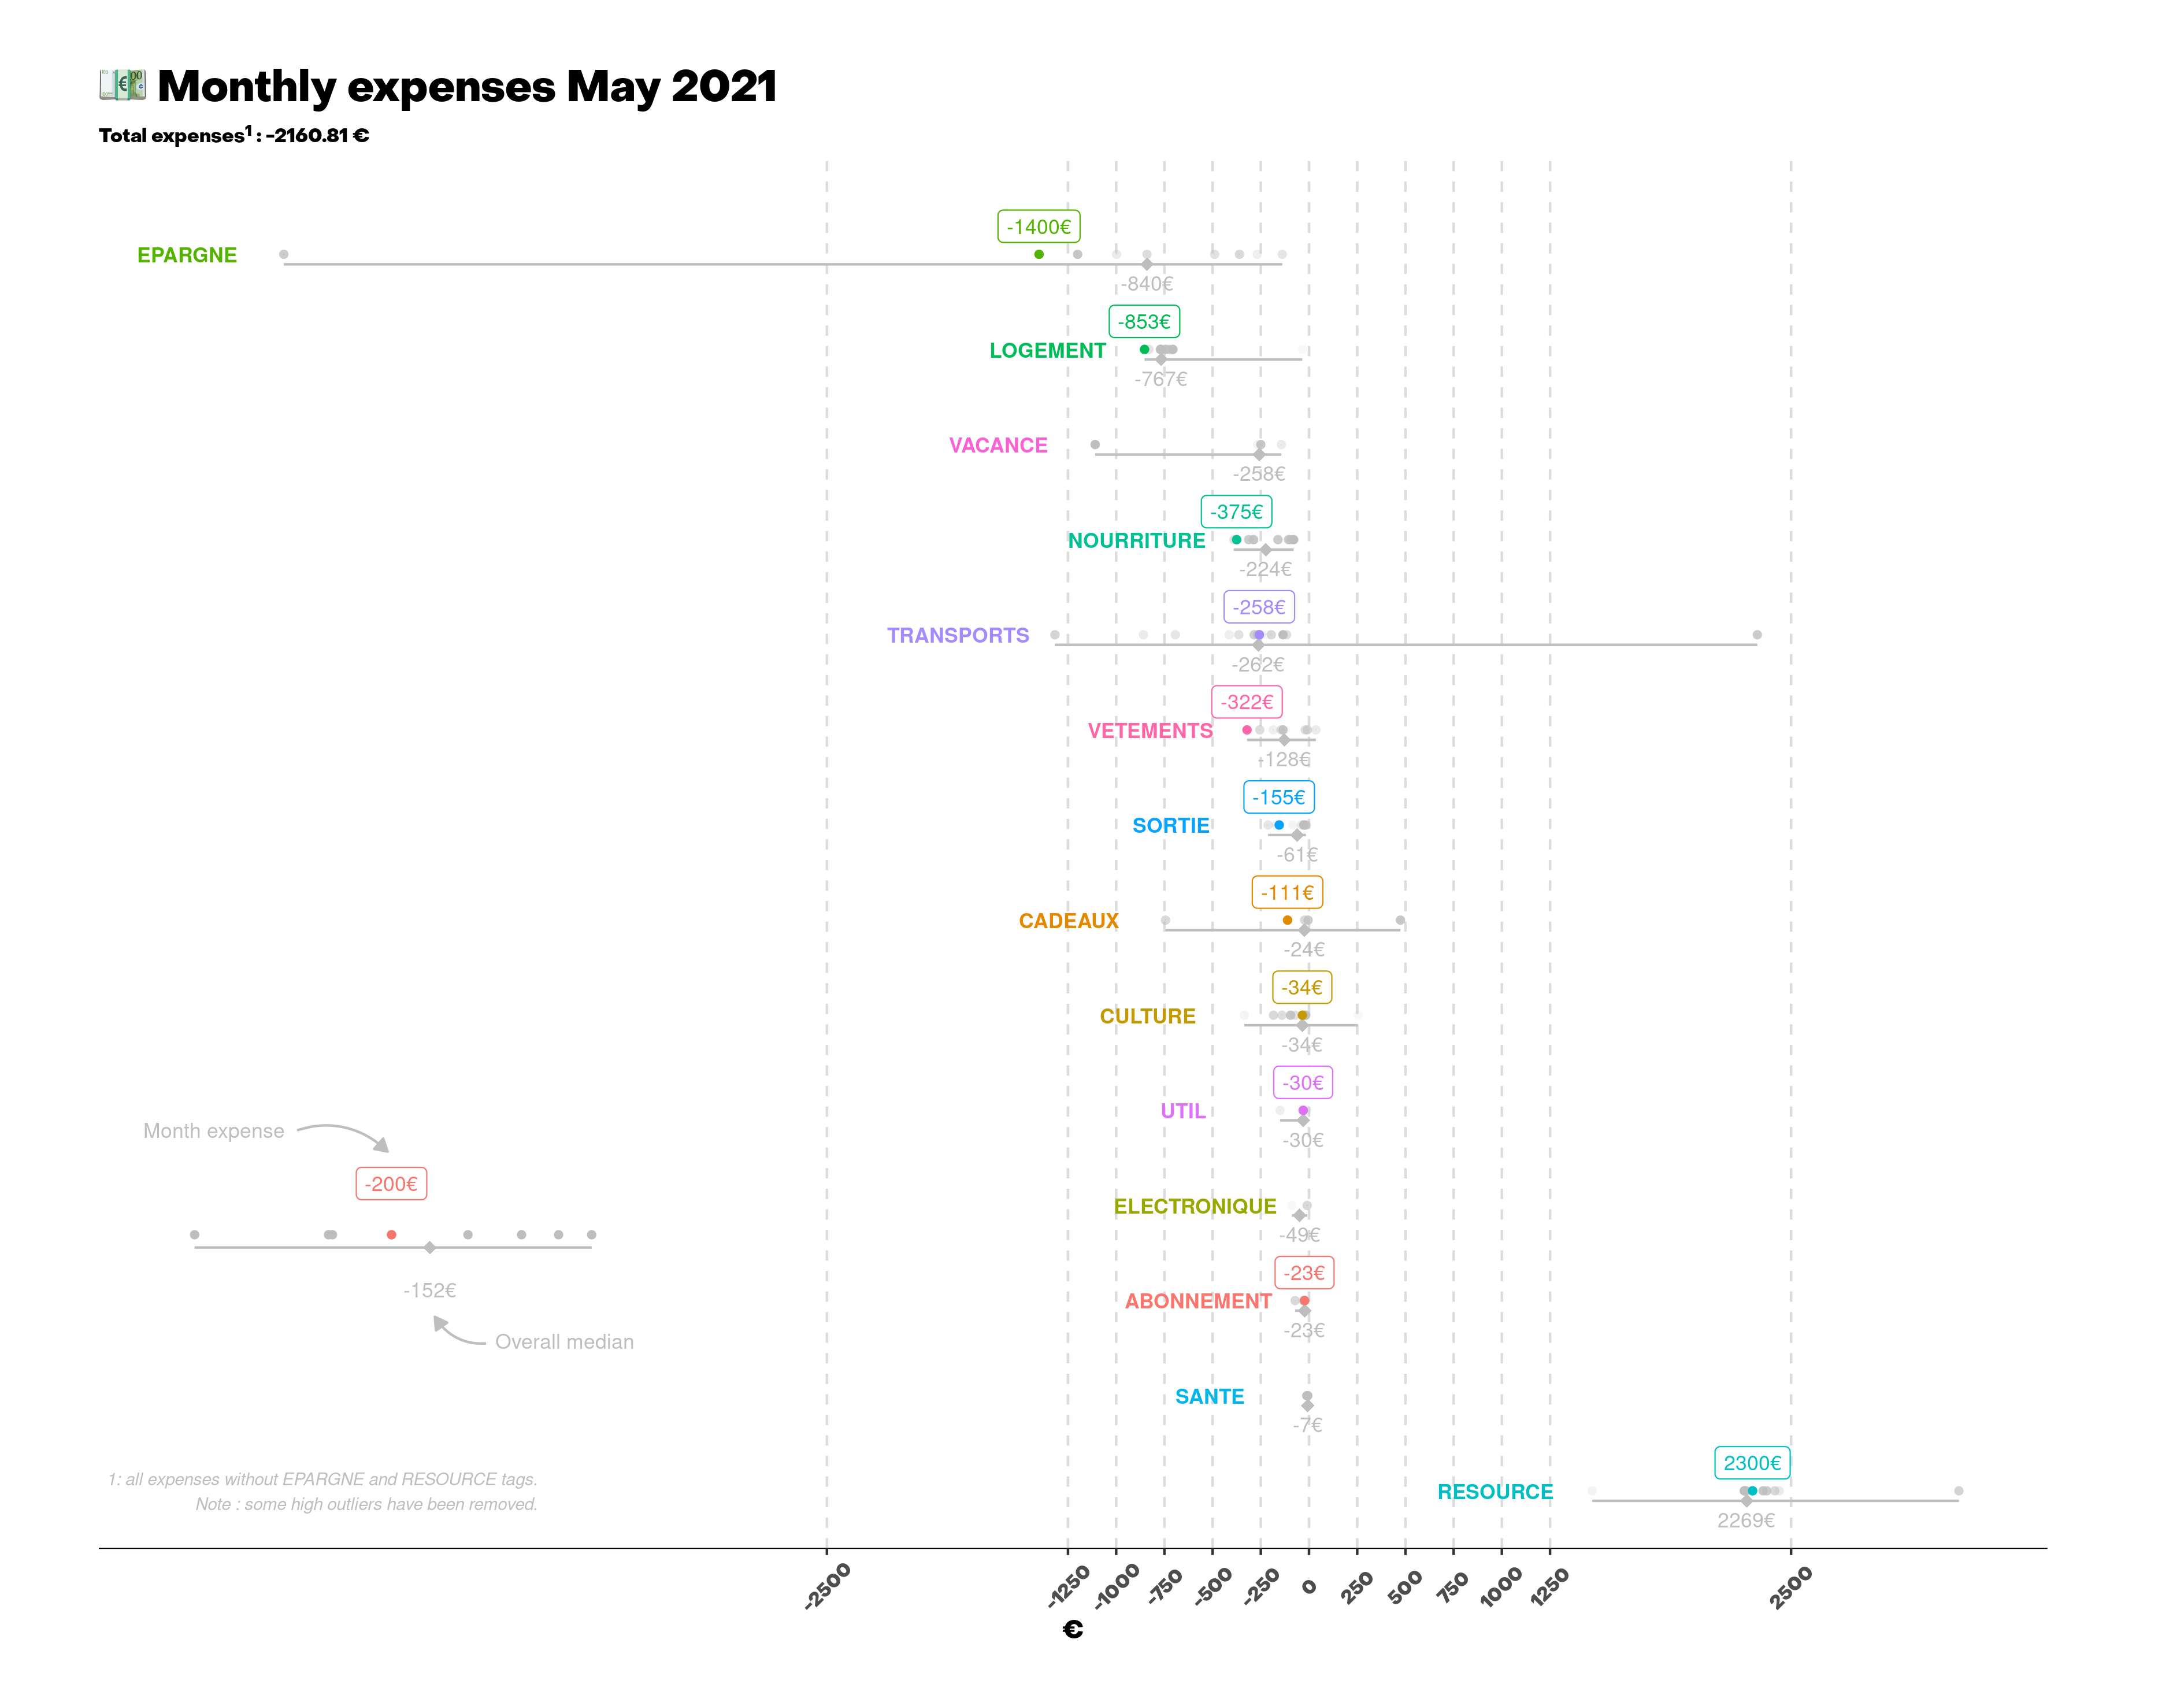 Monthly expenses May 2021
Total expenses¹ : -2160.81 €
-1400€
EPARGNE
-840€
-853€
LOGEMENT
-767€
VACANCE
-258€
-375€
NOURRITURE
-224€
-258€
TRANSPORTS
-262€
-322€
VETEMENTS
-128€
-155€
SORTIE
-61€
-111€
CADEAUX
-24€
-34€
CULTURE
-34€
-30€
UTIL
-30€
Month expense
-200€
-152€
Overall median
ELECTRONIQUE
-49€
-23€
ABONNEMENT
-23€
SANTE
-7€
2300€
RESOURCE
2269€
1: all expenses without EPARGNE and RESOURCE tags.
Note : some high outliers have been removed.
-2500 -1250 -1000 -750 -500 -250 0 250 500 750 1000 1250 2500
€